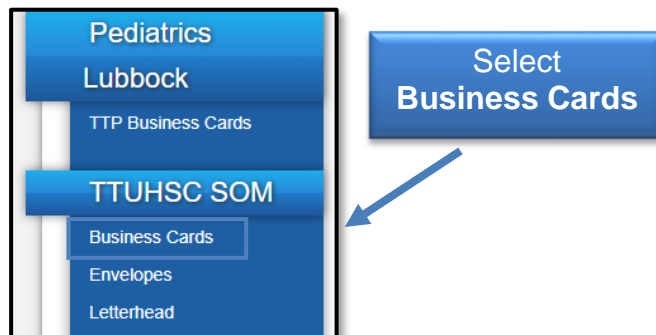 Pediatrics
Lubbock
TTP Business Cards
TTUHSC SOM
Business Cards
Envelopes
Letterhead
Select
Business Cards